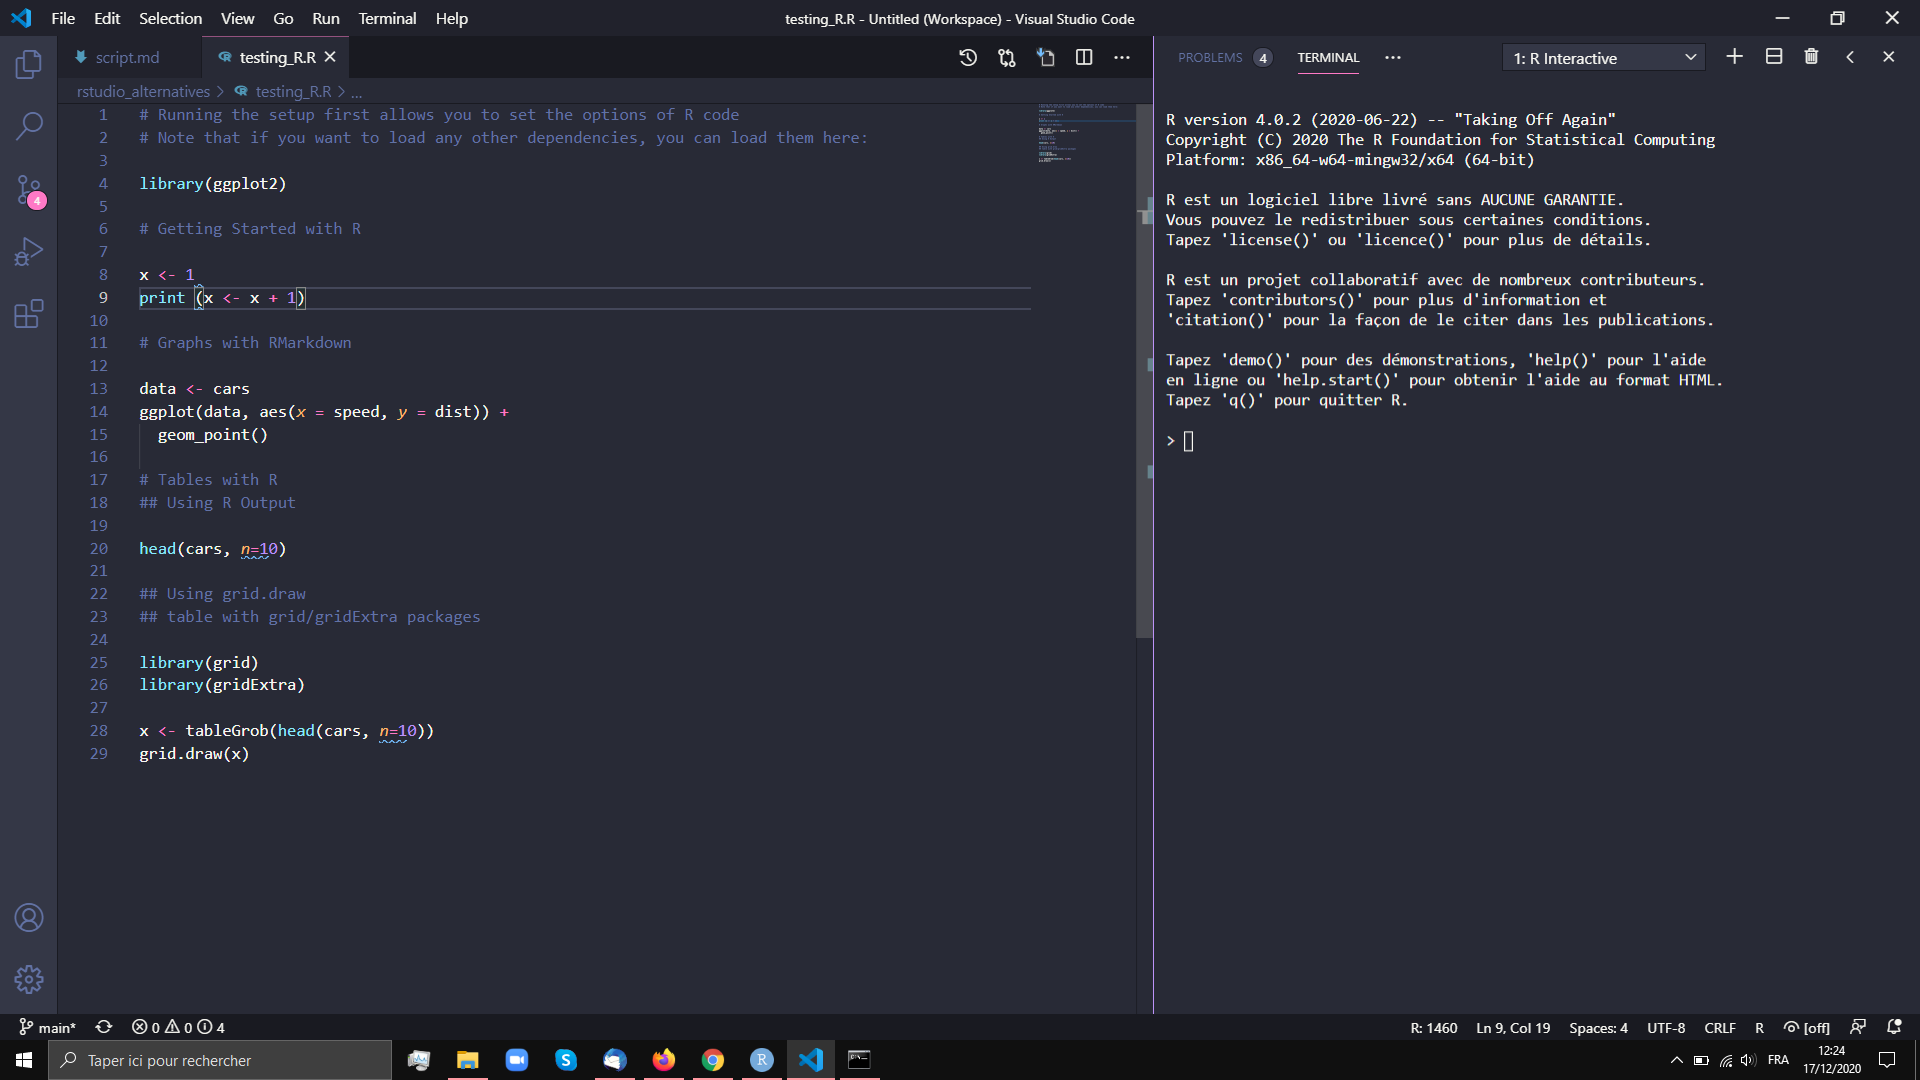 File Edit Selection View Go Run Terminal Help
testing_R.R - Untitled (Workspace) - Visual Studio Code
script.md
testing_R.R
rstudio_alternatives > testing_R.R > ...
1 # Running the setup first allows you to set the options of R code
2 # Note that if you want to load any other dependencies, you can load them here:
3
4 library(ggplot2)
5
6 # Getting Started with R
7
8 x <- 1
9 print (x <- x + 1)
10
11 # Graphs with RMarkdown
12
13 data <- cars
14 ggplot(data, aes(x = speed, y = dist)) +
15 geom_point()
16
17 # Tables with R
18 ## Using R Output
19
20 head(cars, n=10)
21
22 ## Using grid.draw
23 ## table with grid/gridExtra packages
24
25 library(grid)
26 library(gridExtra)
27
28 x <- tableGrob(head(cars, n=10))
29 grid.draw(x)
4
PROBLEMS 4 TERMINAL ... 1: R Interactive
R version 4.0.2 (2020-06-22) -- "Taking Off Again"
Copyright (C) 2020 The R Foundation for Statistical Computing
Platform: x86_64-w64-mingw32/x64 (64-bit)
R est un logiciel libre livré sans AUCUNE GARANTIE.
Vous pouvez le redistribuer sous certaines conditions.
Tapez 'license()' ou 'licence()' pour plus de détails.
R est un projet collaboratif avec de nombreux contributeurs.
Tapez 'contributors()' pour plus d'information et
'citation()' pour la façon de le citer dans les publications.
Tapez 'demo()' pour des démonstrations, 'help()' pour l'aide
en ligne ou 'help.start()' pour obtenir l'aide au format HTML.
Tapez 'q()' pour quitter R.
>
main* 0 0 4
R: 1460 Ln 9, Col 19 Spaces: 4 UTF-8 CRLF R [off]
Taper ici pour rechercher
FRA
12:24
17/12/2020